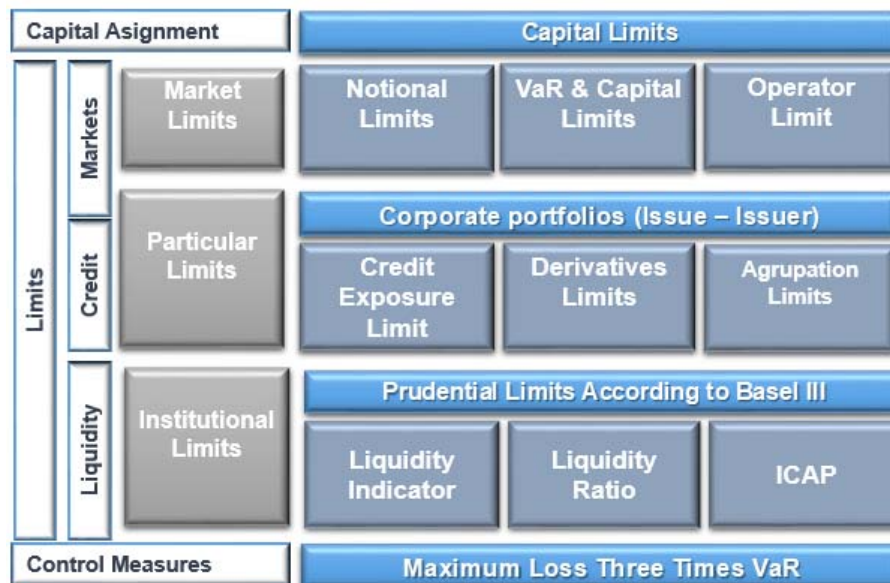 Capital Asignment
Capital Limits
Limits
Markets
Market
Limits
Notional
Limits
VaR & Capital
Limits
Operator
Limit
Corporate portfolios (Issue – Issuer)
Credit
Particular
Limits
Credit
Exposure
Limit
Derivatives
Limits
Agrupation
Limits
Prudential Limits According to Basel III
Liquidity
Institutional
Limits
Liquidity
Indicator
Liquidity
Ratio
ICAP
Control Measures
Maximum Loss Three Times VaR